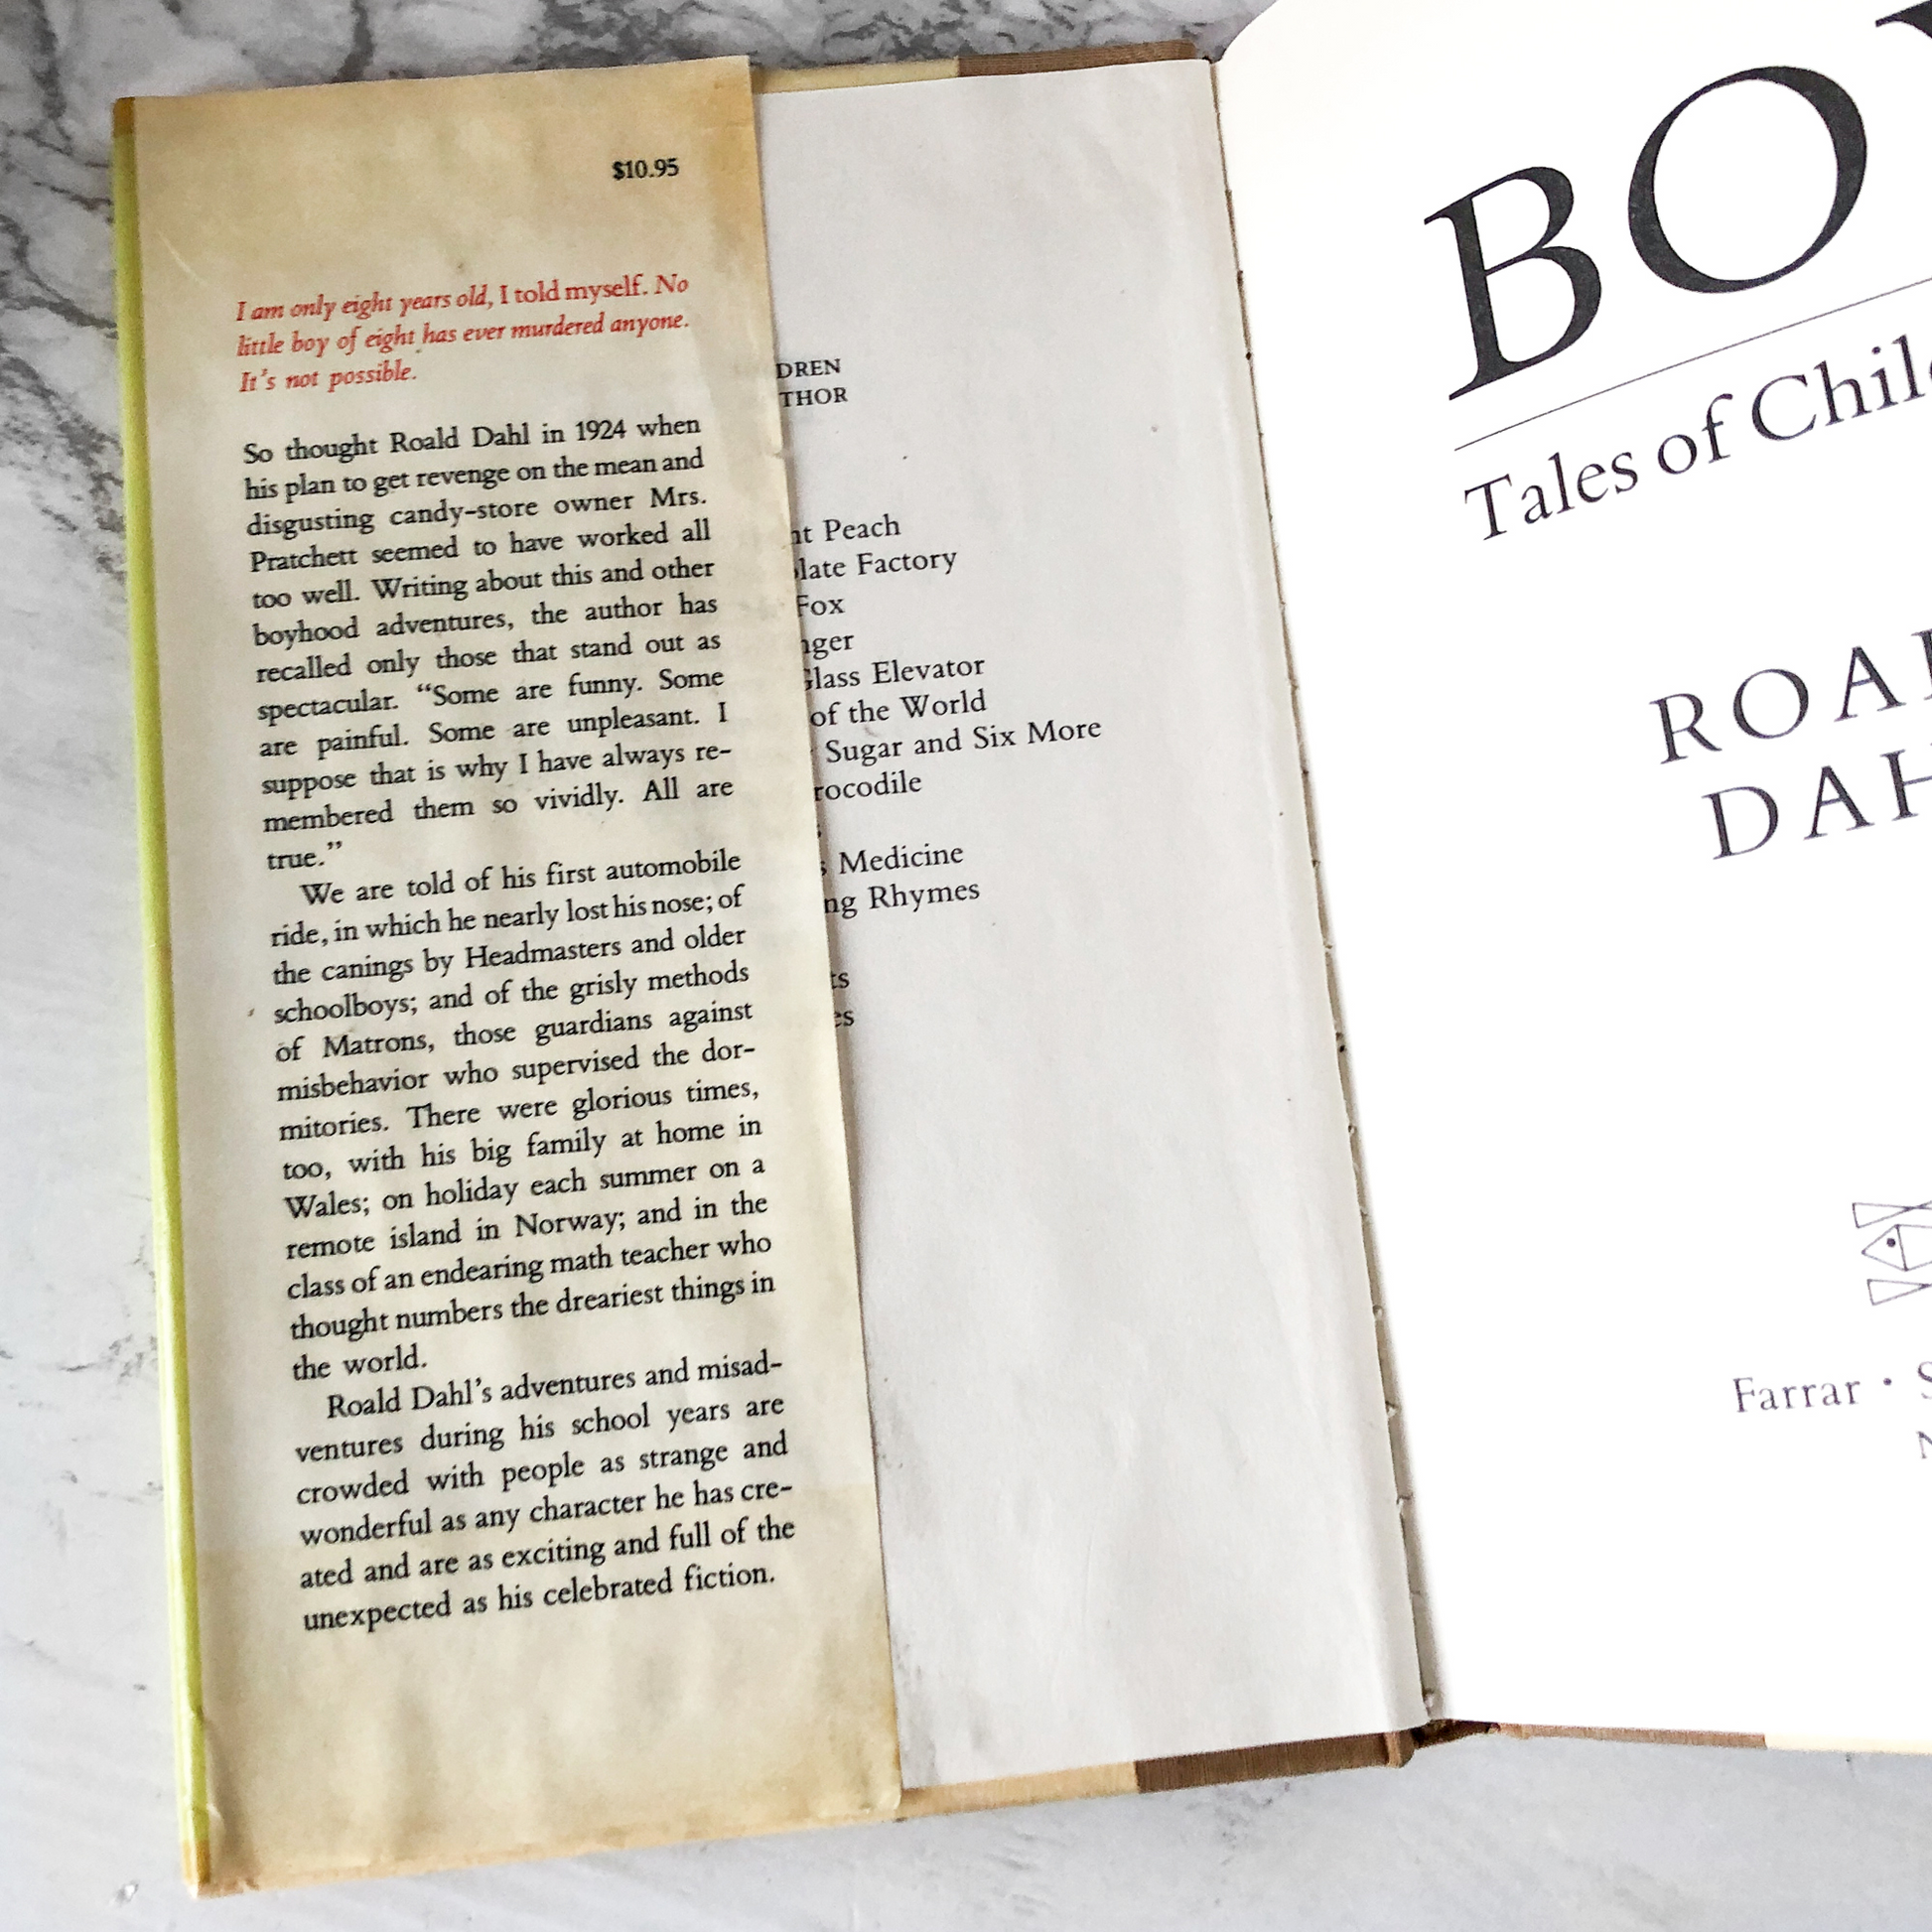 $10.95
I am only eight years old, I told myself. No
little boy of eight has ever murdered anyone.
It's not possible.
So thought Roald Dahl in 1924 when
his plan to get revenge on the mean and
disgusting candy-store owner Mrs.
Pratchett seemed to have worked all
too well. Writing about this and other
boyhood adventures, the author has
recalled only those that stand out as
spectacular. “Some are funny. Some
are painful. Some are unpleasant. I
suppose that is why I have always re-
membered them so vividly. All are
true.”
We are told of his first automobile
ride, in which he nearly lost his nose; of
the canings by Headmasters and older
schoolboys; and of the grisly methods
of Matrons, those guardians against
misbehavior who supervised the dor-
mitories. There were glorious times,
too, with his big family at home in
Wales; on holiday each summer on a
remote island in Norway; and in the
class of an endearing math teacher who
thought numbers the dreariest things in
the world.
Roald Dahl's adventures and misad-
ventures during his school years are
crowded with people as strange and
wonderful as any character he has cre-
ated and are as exciting and full of the
unexpected as his celebrated fiction.
DREN
THOR
nt Peach
late Factory
Fox
nger
Glass Elevator
of the World
Sugar and Six More
rocodile
s Medicine
ng Rhymes
ts
es
BO
Tales of Chil
ROA
DAH
Farrar · S
N